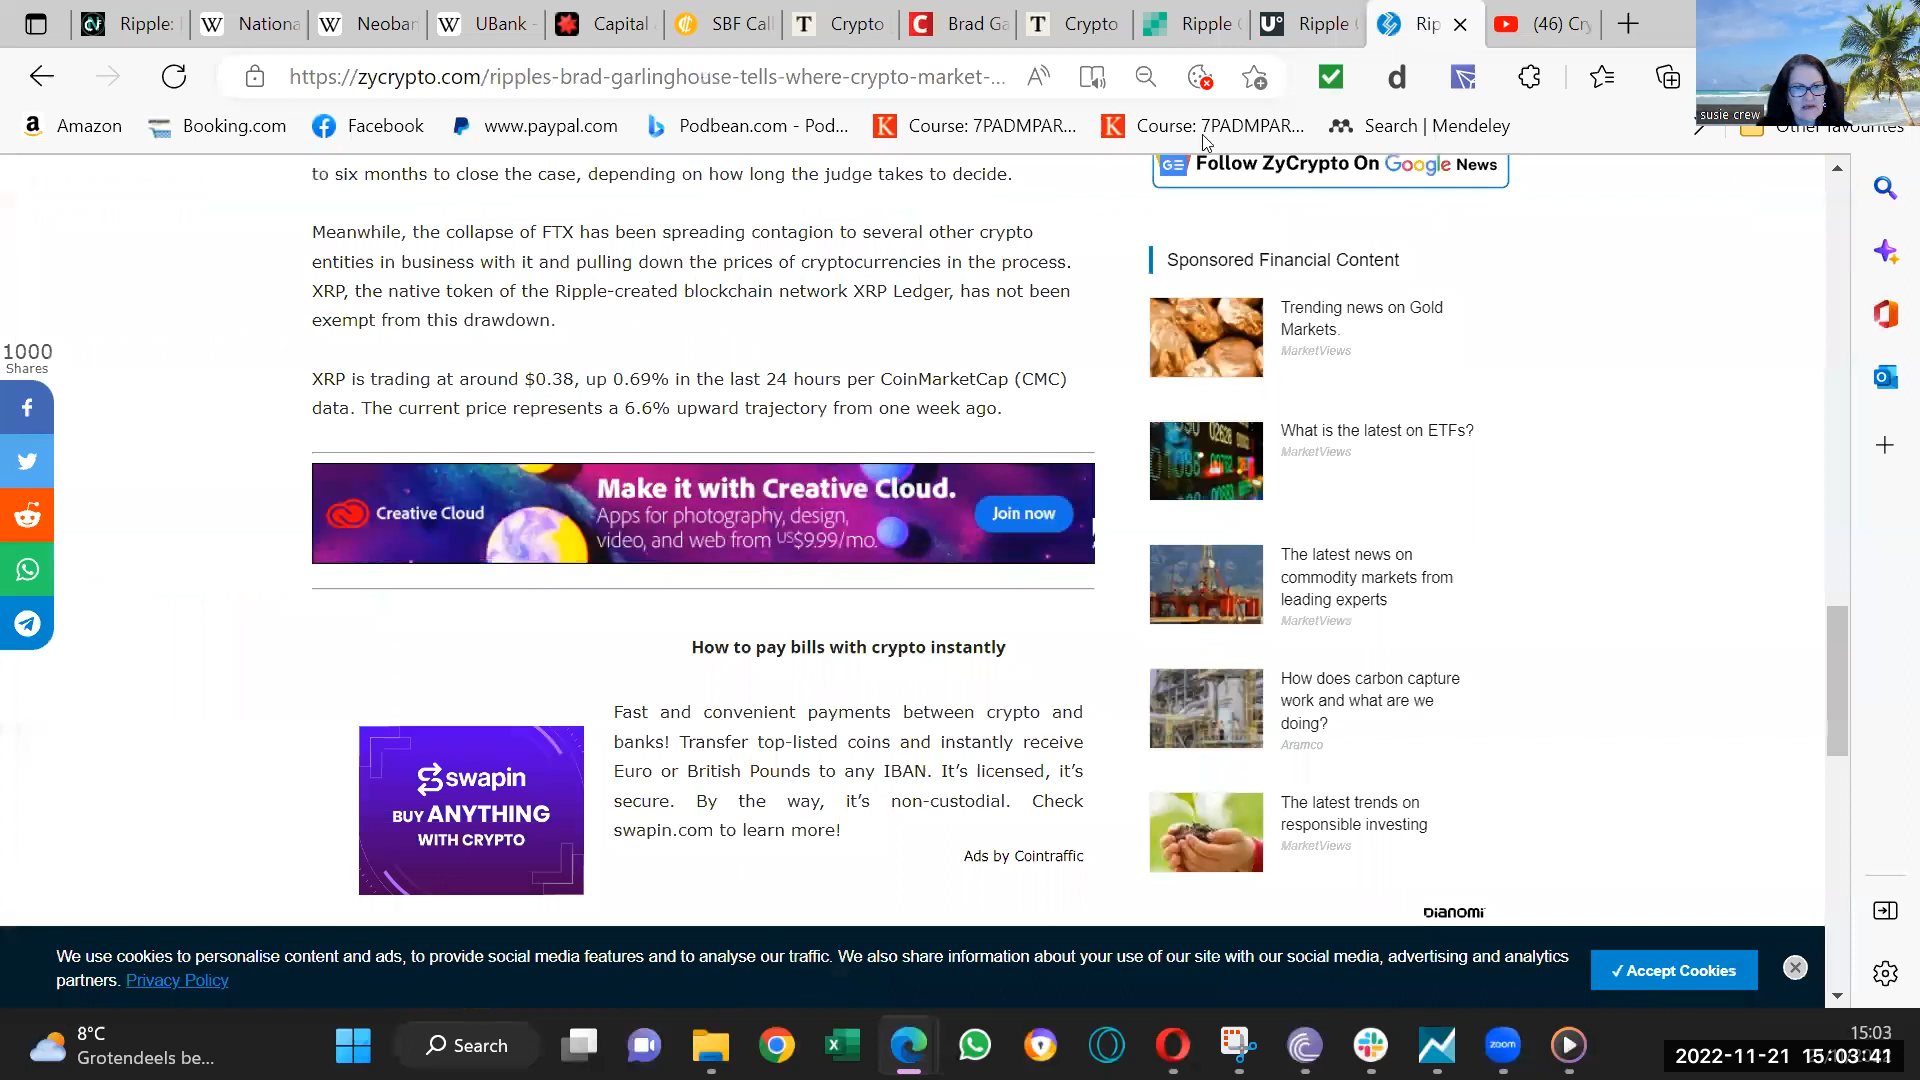 Ripple:
Nationa
Neoban
UBank -
Capital
SBF Call
Crypto
Brad Ga
Crypto
Ripple
Ripple
Rip
(46) Cry
https://zycrypto.com/ripples-brad-garlinghouse-tells-where-crypto-market-...
susie crew
Amazon
Booking.com
Facebook
www.paypal.com
Podbean.com - Pod...
Course: 7PADMPAR...
Course: 7PADMPAR...
Search | Mendeley
Other favourites
to six months to close the case, depending on how long the judge takes to decide.
Meanwhile, the collapse of FTX has been spreading contagion to several other crypto
entities in business with it and pulling down the prices of cryptocurrencies in the process.
XRP, the native token of the Ripple-created blockchain network XRP Ledger, has not been
exempt from this drawdown.
XRP is trading at around $0.38, up 0.69% in the last 24 hours per CoinMarketCap (CMC)
data. The current price represents a 6.6% upward trajectory from one week ago.
1000
Shares
Creative Cloud
Make it with Creative Cloud.
Apps for photography, design,
video, and web from US$9.99/mo.
Join now
How to pay bills with crypto instantly
swapin
BUY ANYTHING
WITH CRYPTO
Fast and convenient payments between crypto and
banks! Transfer top-listed coins and instantly receive
Euro or British Pounds to any IBAN. It's licensed, it's
secure. By the way, it's non-custodial. Check
swapin.com to learn more!
Ads by Cointraffic
Follow ZyCrypto On Google News
Sponsored Financial Content
Trending news on Gold
Markets.
MarketViews
What is the latest on ETFs?
MarketViews
The latest news on
commodity markets from
leading experts
MarketViews
How does carbon capture
work and what are we
doing?
Aramco
The latest trends on
responsible investing
MarketViews
DIANOMI
We use cookies to personalise content and ads, to provide social media features and to analyse our traffic. We also share information about your use of our site with our social media, advertising and analytics
partners. Privacy Policy
✓ Accept Cookies
8°C
Grotendeels be...
Search
zoom
15:03
2022-11-21 15:03:41